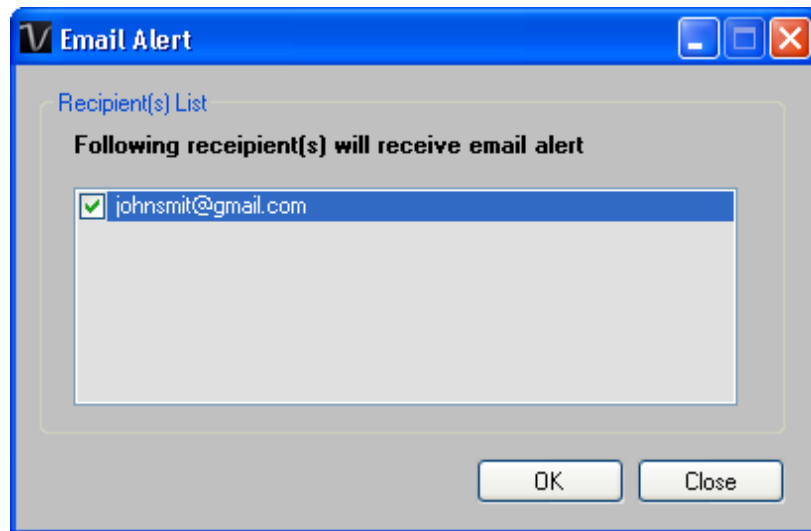 Email Alert
Recipient(s) List
Following receipient(s) will receive email alert
johnsmit@gmail.com
OK
Close